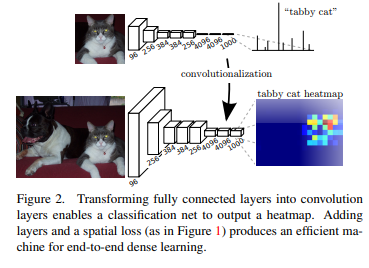 "tabby cat"
96 256 384 384 256 4096 4096 1000
convolutionalization
tabby cat heatmap
96 256 384 384 256 4096 4096 1000
Figure 2. Transforming fully connected layers into convolution
layers enables a classification net to output a heatmap. Adding
layers and a spatial loss (as in Figure 1) produces an efficient ma-
chine for end-to-end dense learning.